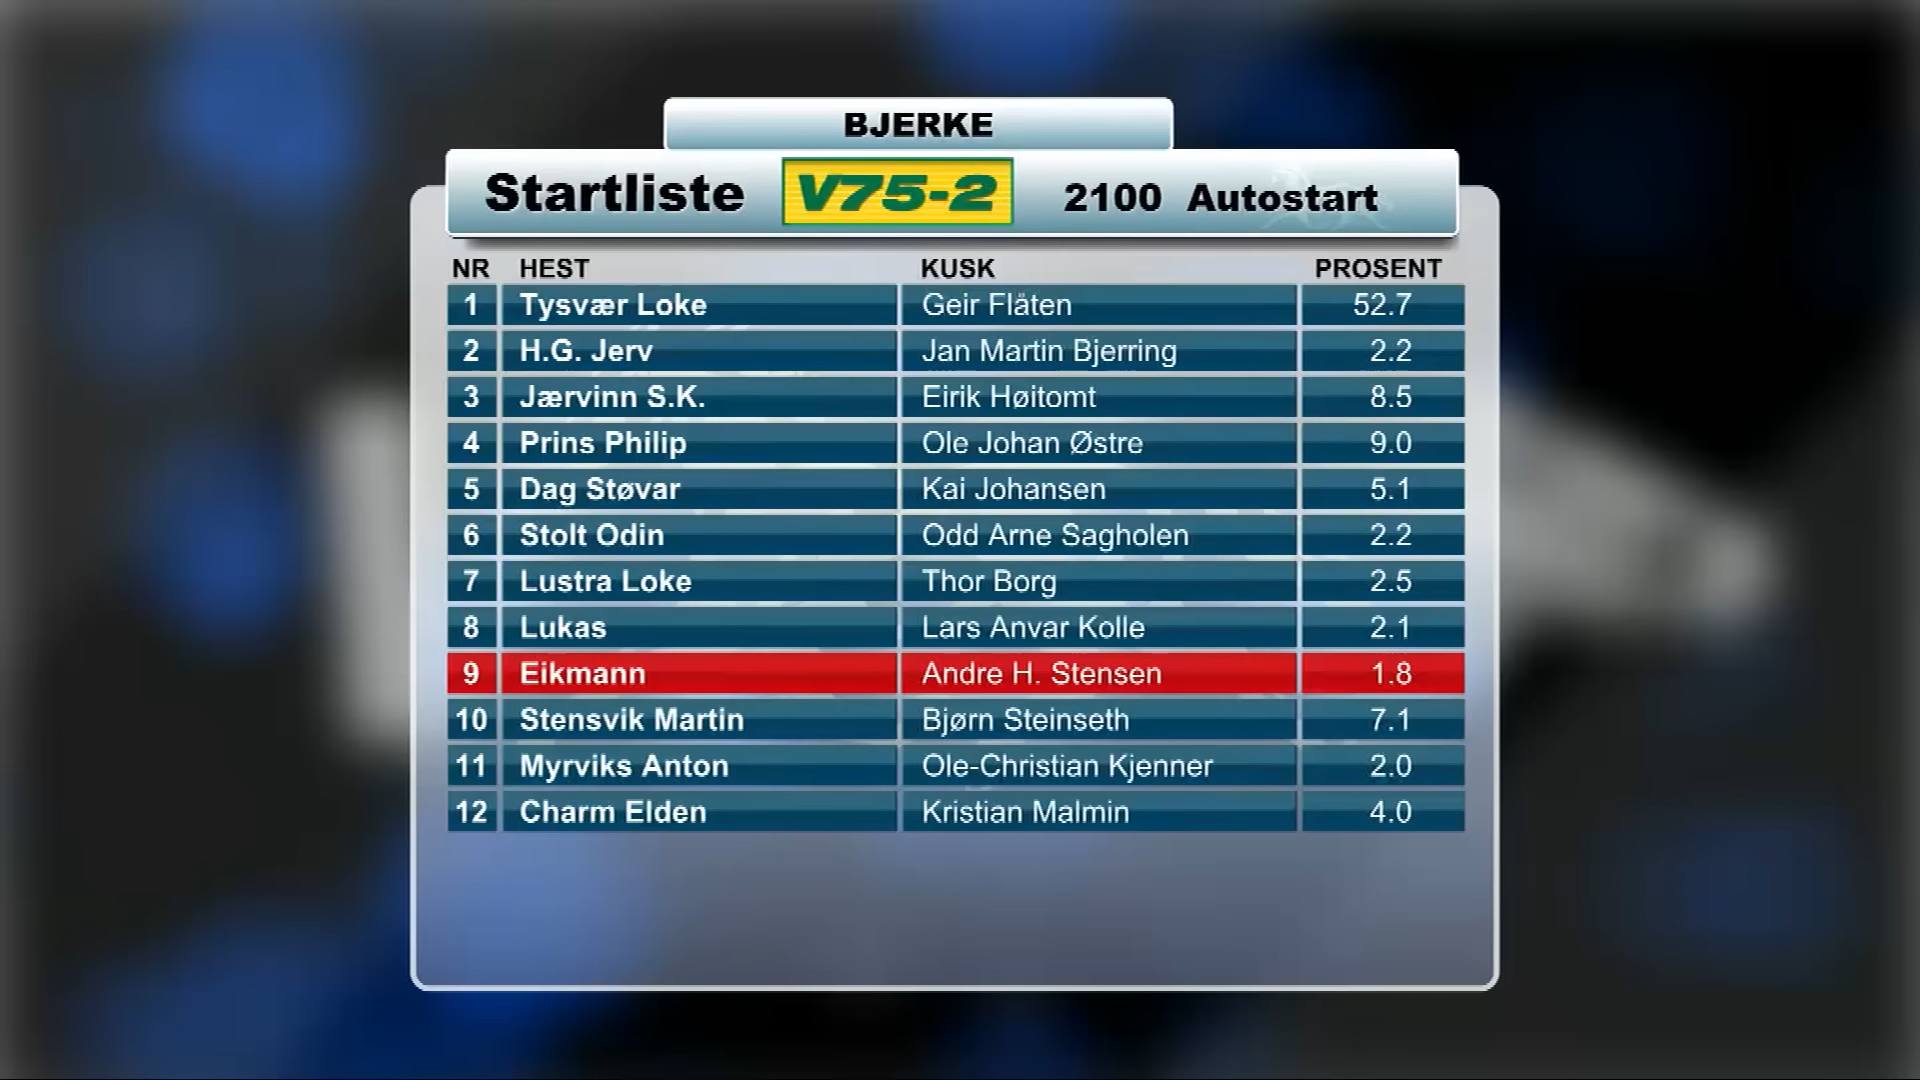 BJERKE
Startliste V75-2 2100 Autostart
NR HEST KUSK PROSENT
1 Tysvær Loke Geir Flåten 52.7
2 H.G. Jerv Jan Martin Bjerring 2.2
3 Jærvinn S.K. Eirik Høitomt 8.5
4 Prins Philip Ole Johan Østre 9.0
5 Dag Støvar Kai Johansen 5.1
6 Stolt Odin Odd Arne Sagholen 2.2
7 Lustra Loke Thor Borg 2.5
8 Lukas Lars Anvar Kolle 2.1
9 Eikmann Andre H. Stensen 1.8
10 Stensvik Martin Bjørn Steinseth 7.1
11 Myrviks Anton Ole-Christian Kjenner 2.0
12 Charm Elden Kristian Malmin 4.0